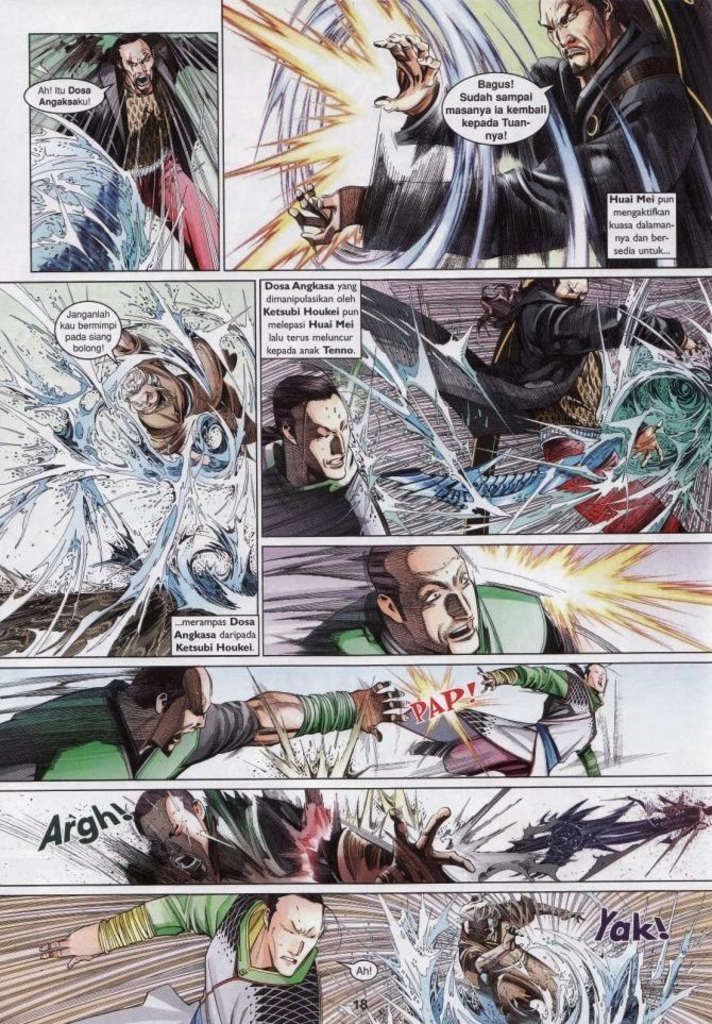 Ah! Itu Dosa
Angaksaku!
Bagus!
Sudah sampai
masanya ia kembali
kepada Tuan-
nya!
Huai Mei pun
mengaktifkan
kuasa dalaman-
nya dan ber-
sedia untuk...
Janganlah
kau bermimpi
pada siang
bolong!
...merampas Dosa
Angkasa daripada
Ketsubi Houkei.
Dosa Angkasa yang
dimanipulasikan oleh
Ketsubi Houkei pun
melepasi Huai Mei
lalu terus meluncur
kepada anak Tenno.
PAP!
Argh!
Ah!
Yak!
18